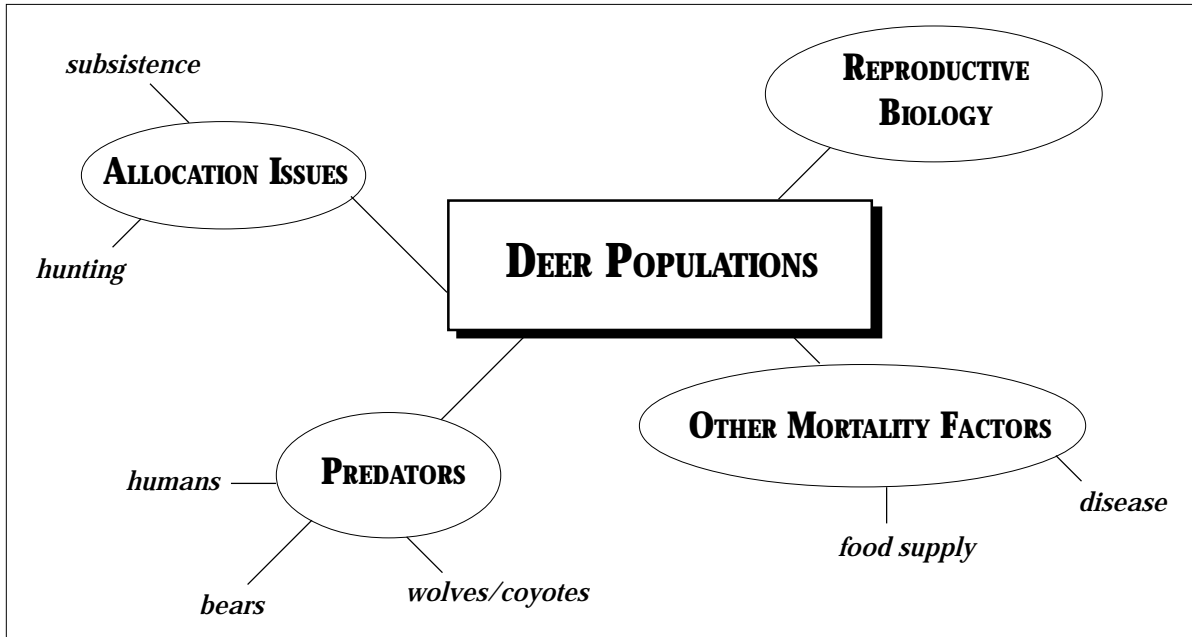 subsistence
REPRODUCTIVE
BIOLOGY
ALLOCATION ISSUES
hunting
DEER POPULATIONS
OTHER MORTALITY FACTORS
PREDATORS
humans
disease
food supply
wolves/coyotes
bears